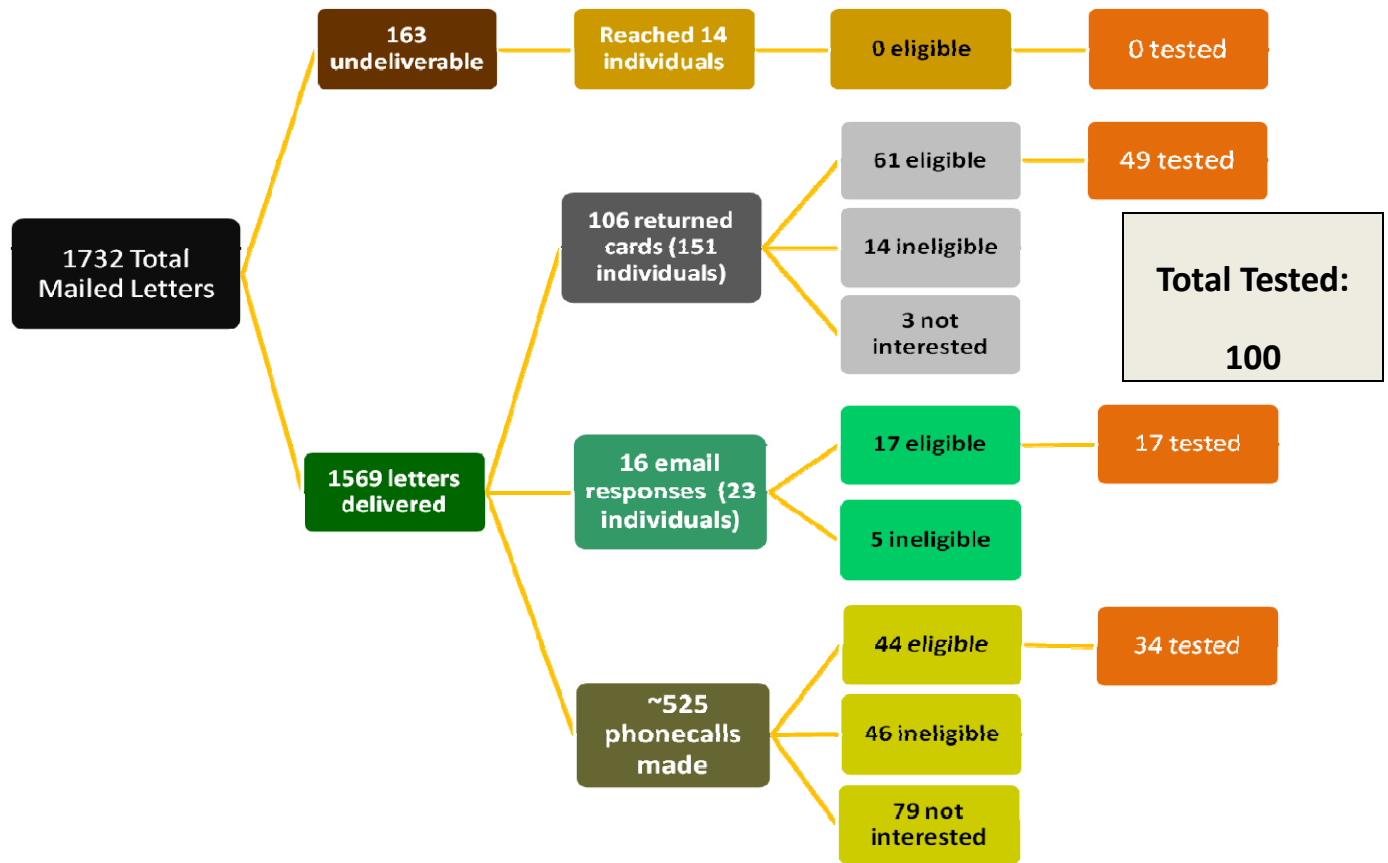 163
undeliverable
Reached 14
individuals
0 eligible
0 tested
1732 Total
Mailed Letters
106 returned
cards (151
individuals)
61 eligible
49 tested
14 ineligible
3 not
interested
Total Tested:
100
1569 letters
delivered
16 email
responses (23
individuals)
17 eligible
17 tested
5 ineligible
~525
phonecalls
made
44 eligible
34 tested
46 ineligible
79 not
interested